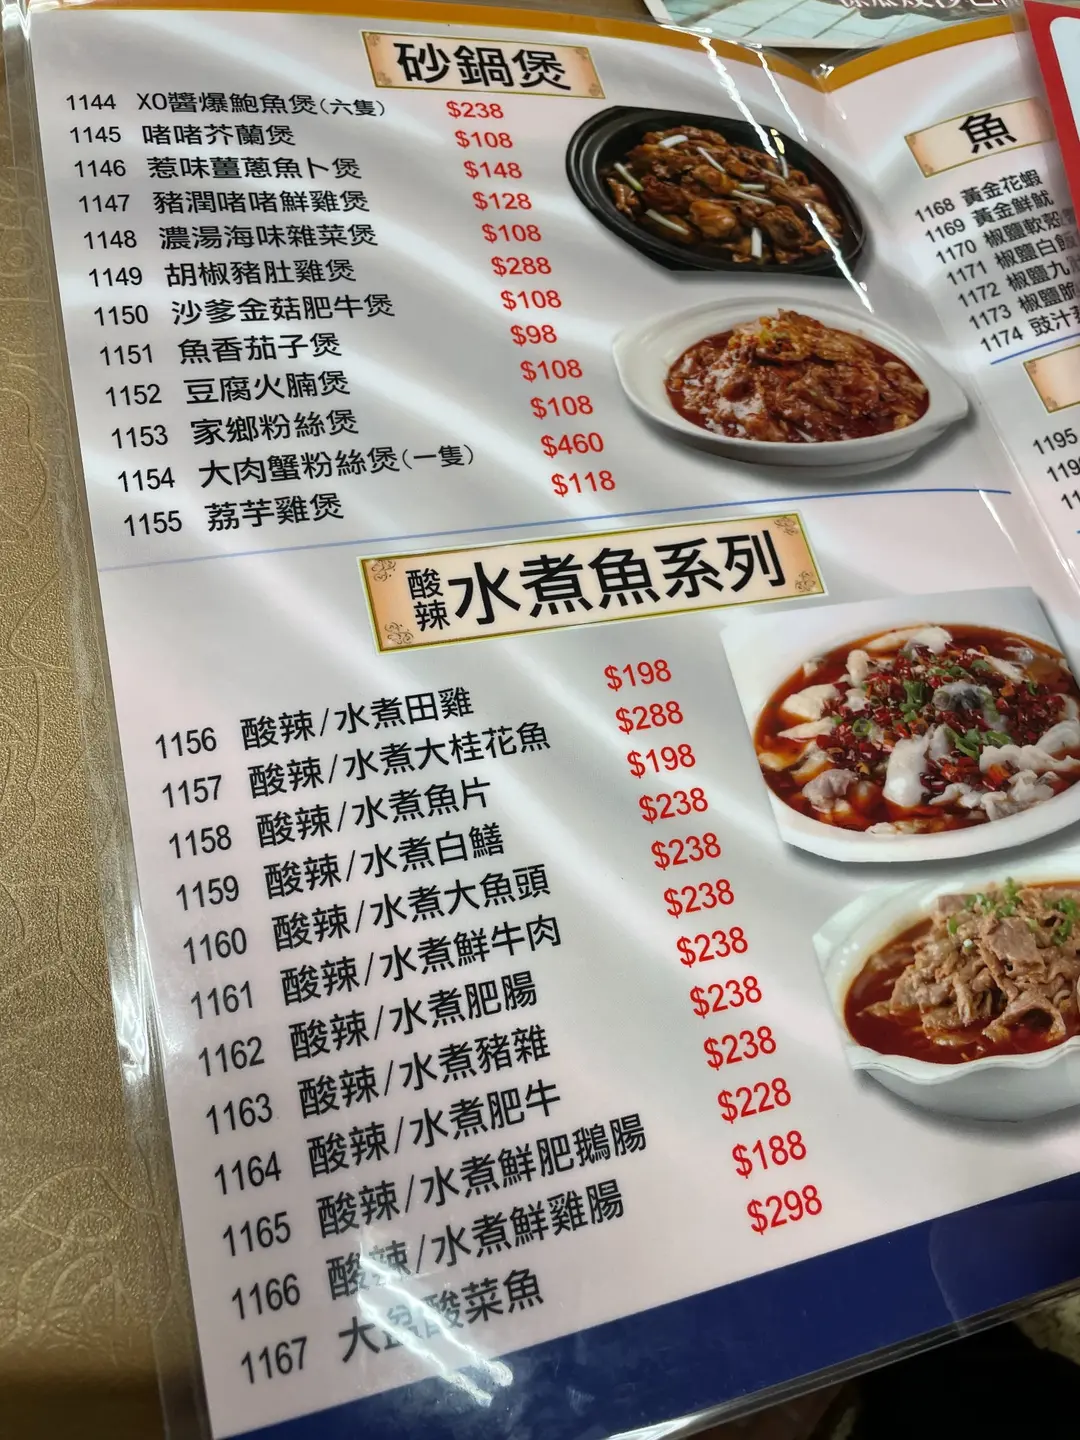 砂鍋煲
1144 XO醬爆鮑魚煲(六隻) $238
1145 啫啫芥蘭煲 $108
1146 惹味薑蔥魚卜煲 $148
1147 豬潤啫啫鮮雞煲 $128
1148 濃湯海味雜菜煲 $108
1149 胡椒豬肚雞煲 $288
1150 沙爹金菇肥牛煲 $108
1151 魚香茄子煲 $98
1152 豆腐火腩煲 $108
1153 家鄉粉絲煲 $108
1154 大肉蟹粉絲煲(一隻) $460
1155 荔芋雞煲 $118
酸辣水煮魚系列
1156 酸辣/水煮田雞 $198
1157 酸辣/水煮大桂花魚 $288
1158 酸辣/水煮魚片 $198
1159 酸辣/水煮白鱔 $238
1160 酸辣/水煮大魚頭 $238
1161 酸辣/水煮鮮牛肉 $238
1162 酸辣/水煮肥腸 $238
1163 酸辣/水煮豬雜 $238
1164 酸辣/水煮肥牛 $238
1165 酸辣/水煮鮮肥鵝腸 $228
1166 酸辣/水煮鮮雞腸 $188
1167 大盆酸菜魚 $298
魚
1168 黃金花蝦
1169 黃金鮮魷
1170 椒鹽軟殼
1171 椒鹽白飯
1172 椒鹽九
1173 椒鹽脆
1174 豉汁
1195